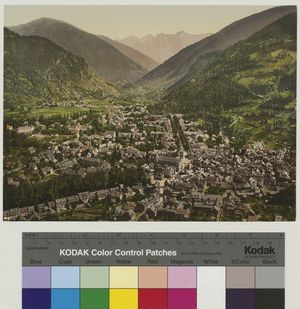 KODAK Color Control Patches
Kodak
Blue Cyan Green Yellow Red Magenta White 3/Color Black